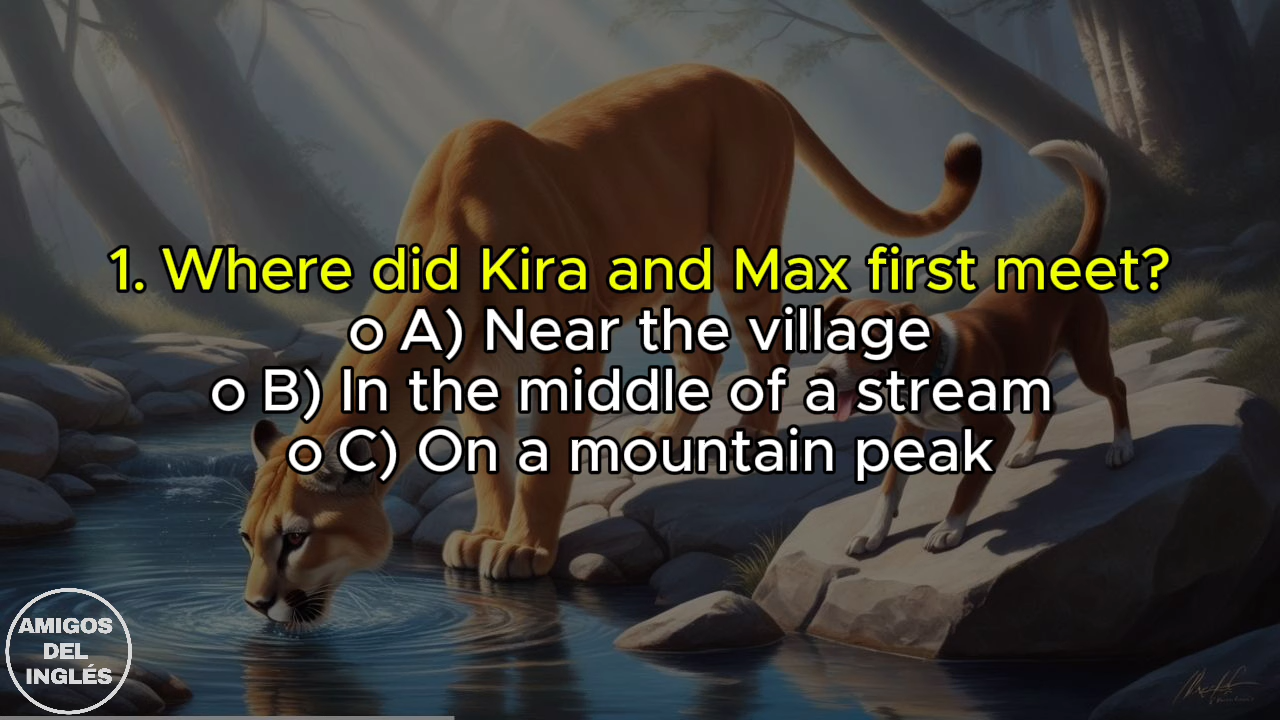 1. Where did Kira and Max first meet?
o A) Near the village
o B) In the middle of a stream
o C) On a mountain peak
AMIGOS
DEL
INGLÉS